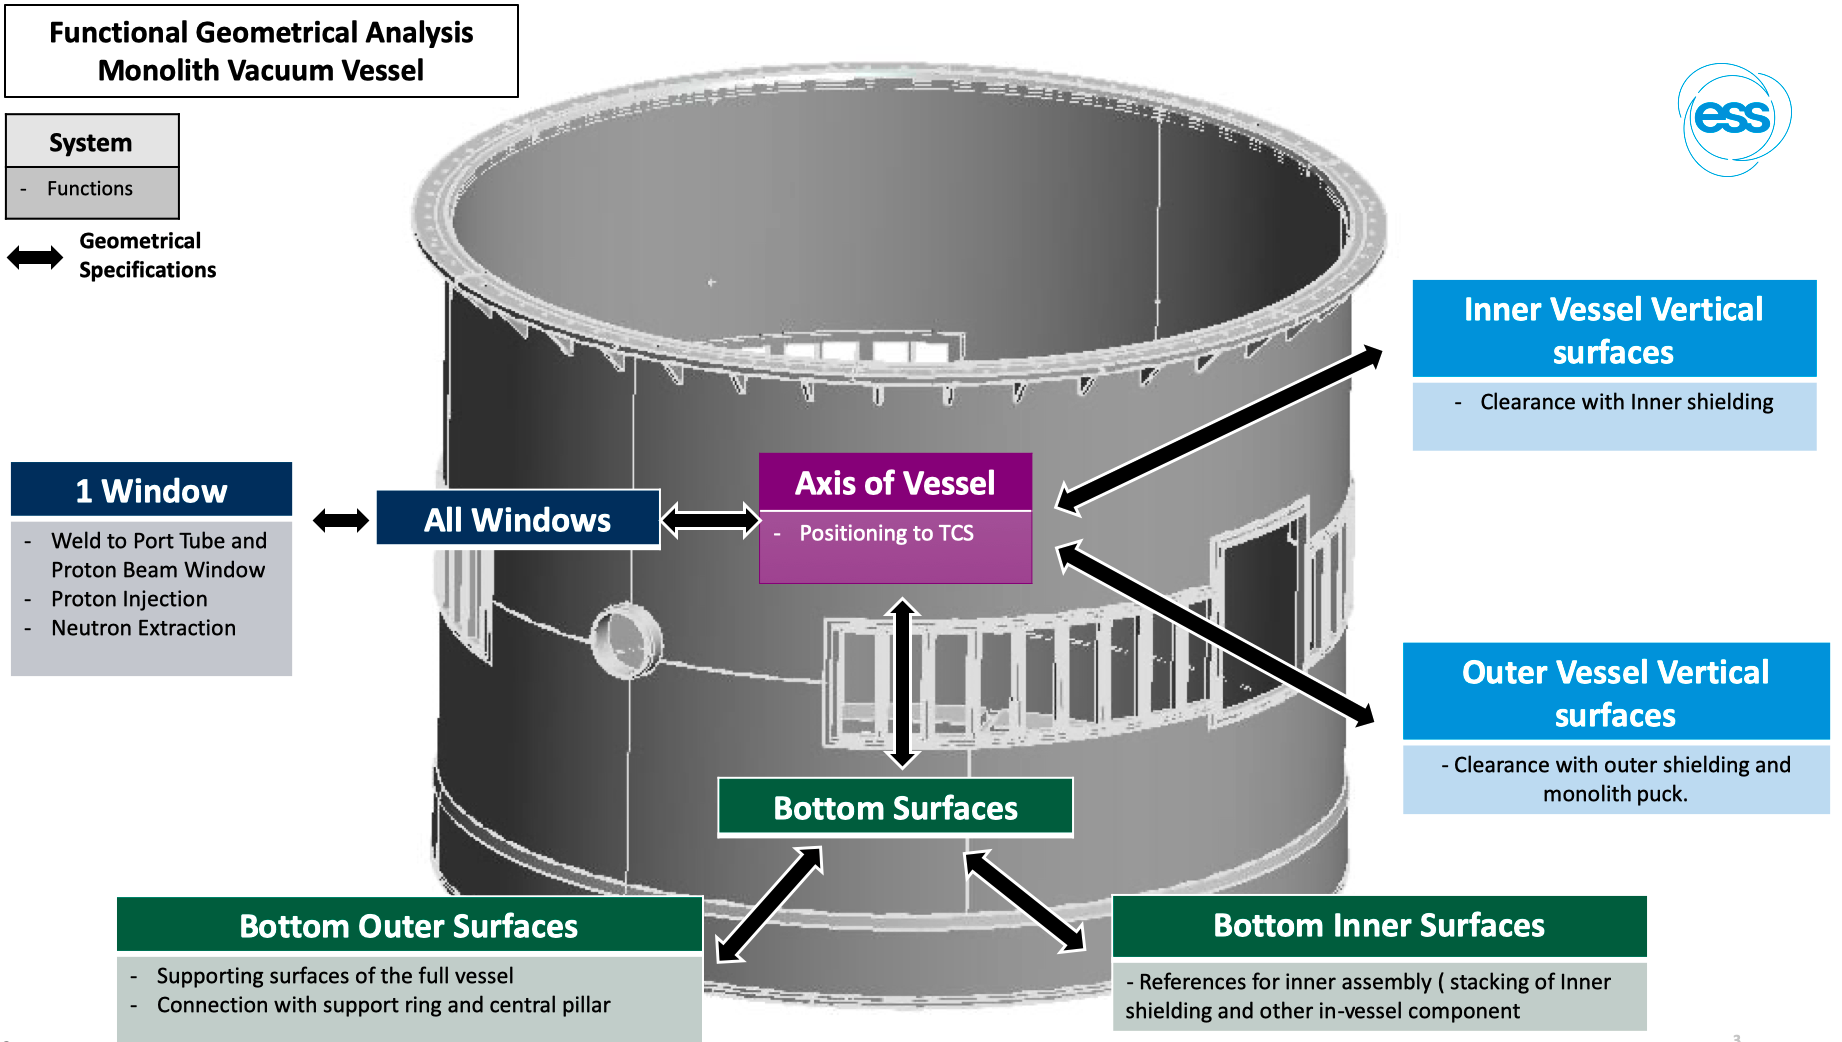 Functional Geometrical Analysis
Monolith Vacuum Vessel
System
- Functions
Geometrical
Specifications
ess
Inner Vessel Vertical
surfaces
- Clearance with Inner shielding
1 Window
- Weld to Port Tube and
Proton Beam Window
- Proton Injection
- Neutron Extraction
All Windows
Axis of Vessel
- Positioning to TCS
Outer Vessel Vertical
surfaces
- Clearance with outer shielding and
monolith puck.
Bottom Surfaces
Bottom Outer Surfaces
- Supporting surfaces of the full vessel
- Connection with support ring and central pillar
Bottom Inner Surfaces
- References for inner assembly ( stacking of Inner
shielding and other in-vessel component
3